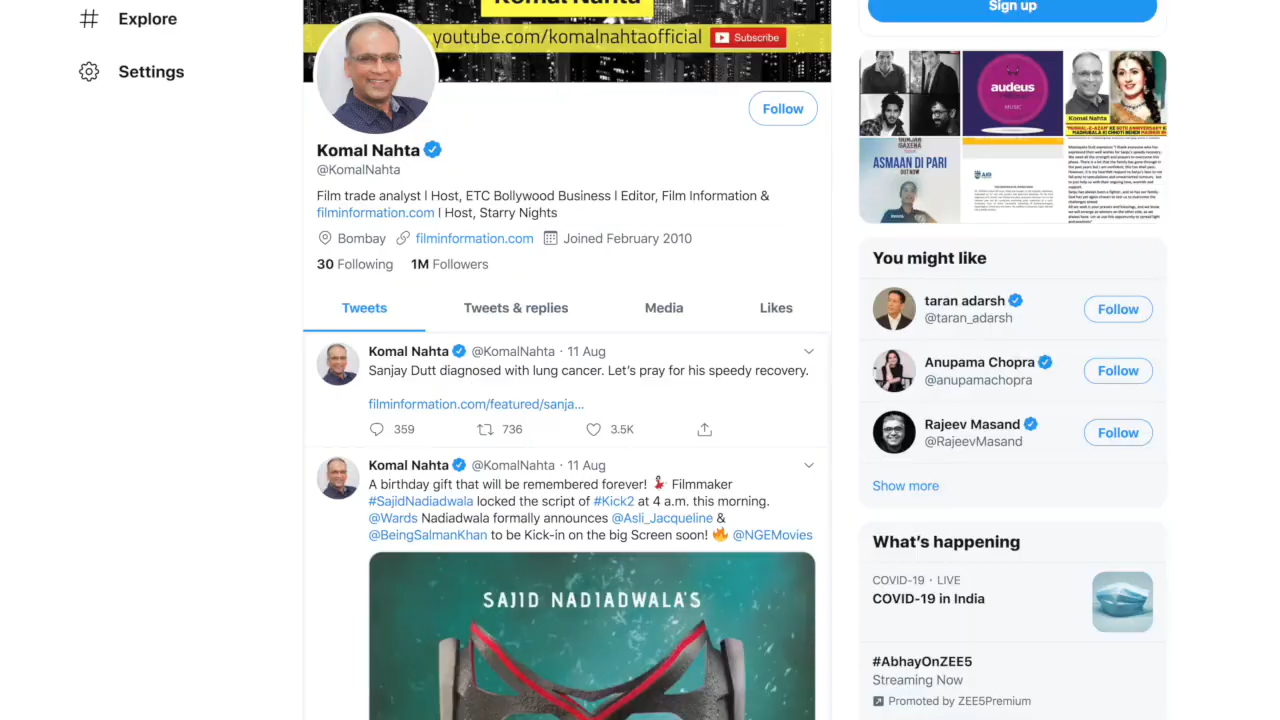 Explore
Settings
Komal Nahta
youtube.com/komalnahtaofficial
Subscribe
Follow
Komal Nahta
@KomalNahta
Film trade analyst I Host, ETC Bollywood Business I Editor, Film Information &
filminformation.com I Host, Starry Nights
Bombay filminformation.com Joined February 2010
30 Following 1M Followers
Tweets Tweets & replies Media Likes
Komal Nahta @KomalNahta · 11 Aug
Sanjay Dutt diagnosed with lung cancer. Let's pray for his speedy recovery.
filminformation.com/featured/sanja...
359 736 3.5K
Komal Nahta @KomalNahta · 11 Aug
A birthday gift that will be remembered forever! 💃 Filmmaker
#SajidNadiadwala locked the script of #Kick2 at 4 a.m. this morning.
@Wards Nadiadwala formally announces @Asli_Jacqueline &
@BeingSalmanKhan to be Kick-in on the big Screen soon! 🔥 @NGEMovies
SAJID NADIADWALA'S
Sign up
audeus
MUSIC
Komal Nahta
ASMAAN DI PARI
OUT NOW
You might like
taran adarsh
@taran_adarsh
Follow
Anupama Chopra
@anupamachopra
Follow
Rajeev Masand
@RajeevMasand
Follow
Show more
What's happening
COVID-19 · LIVE
COVID-19 in India
#AbhayOnZEE5
Streaming Now
Promoted by ZEE5Premium